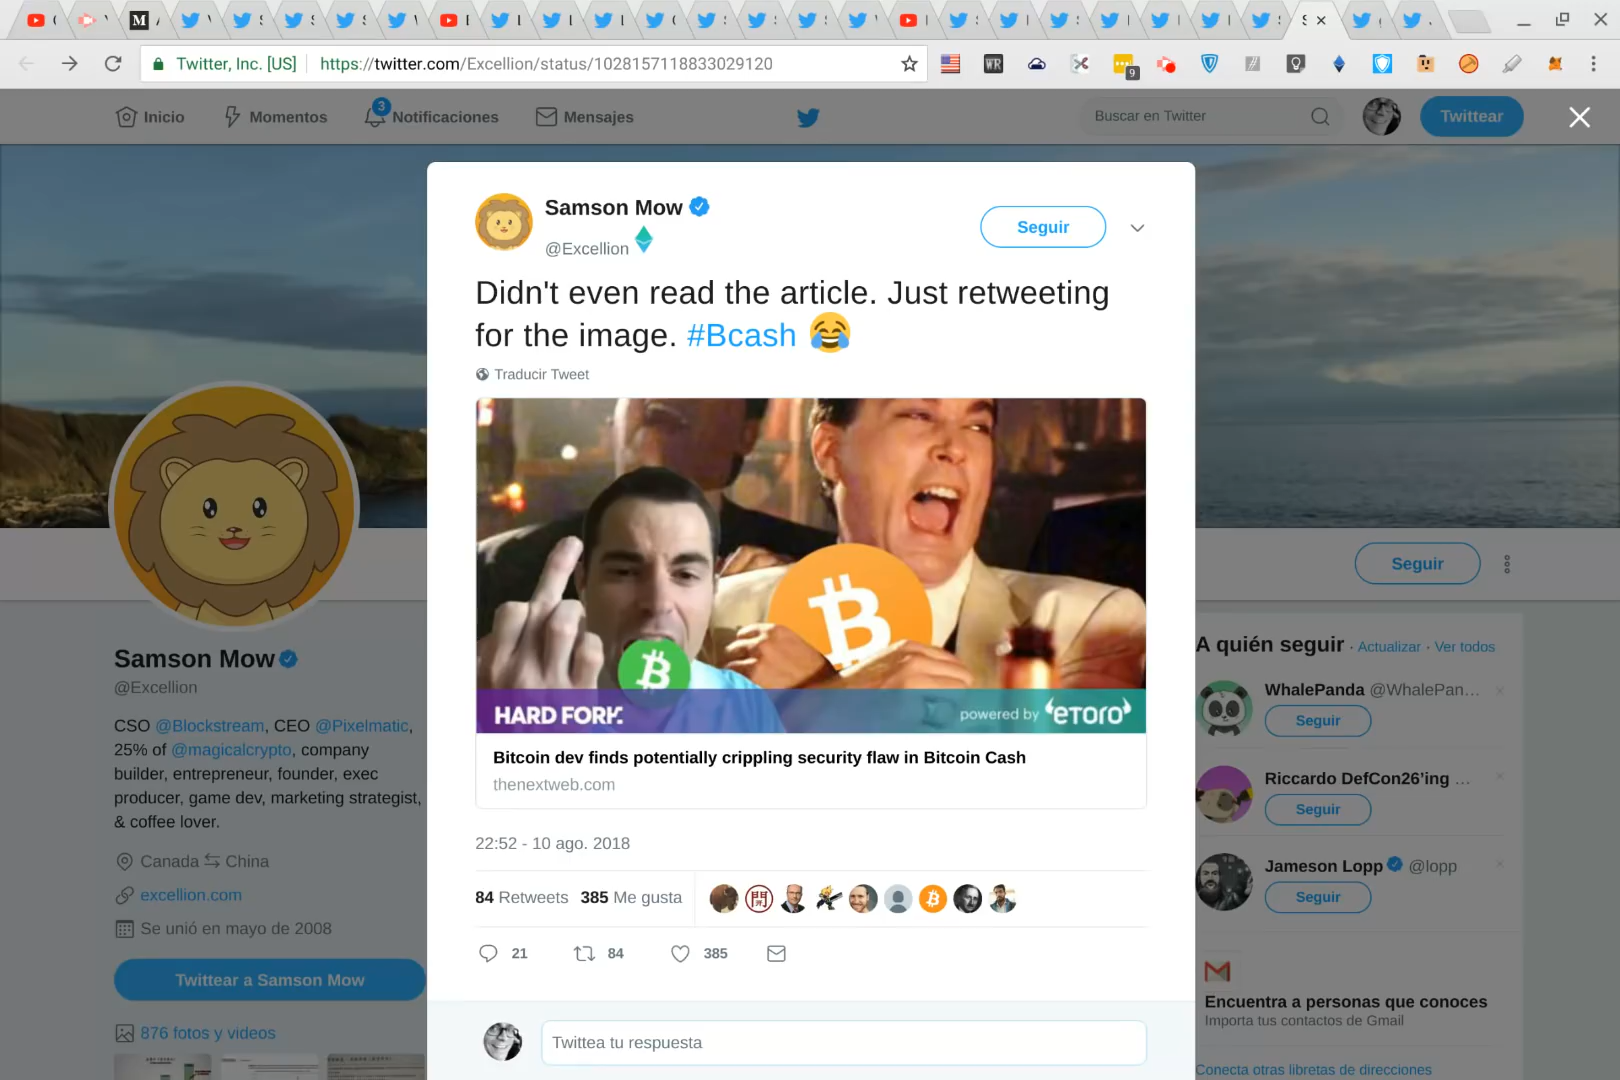 Twitter, Inc. [US]
https://twitter.com/Excellion/status/1028157118833029120
WR
9
Inicio
Momentos
3
Notificaciones
Mensajes
Buscar en Twitter
Twittear
Samson Mow
@Excellion
Seguir
Didn't even read the article. Just retweeting
for the image. #Bcash 😂
Traducir Tweet
HARD FORK.
powered by eToro
Bitcoin dev finds potentially crippling security flaw in Bitcoin Cash
thenextweb.com
22:52 - 10 ago. 2018
84 Retweets 385 Me gusta
21 84 385
Twittea tu respuesta
Samson Mow
@Excellion
CSO @Blockstream, CEO @Pixelmatic,
25% of @magicalcrypto, company
builder, entrepreneur, founder, exec
producer, game dev, marketing strategist,
& coffee lover.
Canada ⇆ China
excellion.com
Se unió en mayo de 2008
Twittear a Samson Mow
876 fotos y videos
Seguir
A quién seguir · Actualizar · Ver todos
WhalePanda @WhalePan...
Seguir
Riccardo DefCon26’ing ...
Seguir
Jameson Lopp @lopp
Seguir
Encuentra a personas que conoces
Importa tus contactos de Gmail
Conecta otras libretas de direcciones